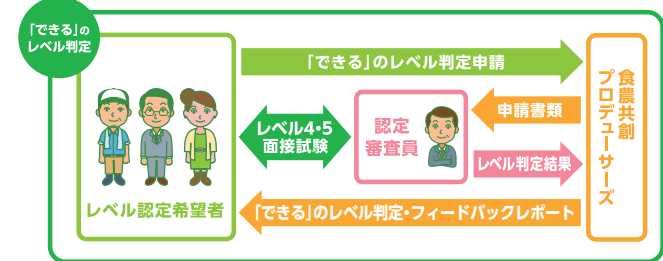 「できる」の
レベル判定
「できる」のレベル判定申請
レベル4・5
面接試験
認定
審査員
申請書類
レベル判定結果
食農共創
プロデューサーズ
レベル認定希望者
「できる」のレベル判定・フィードバックレポート